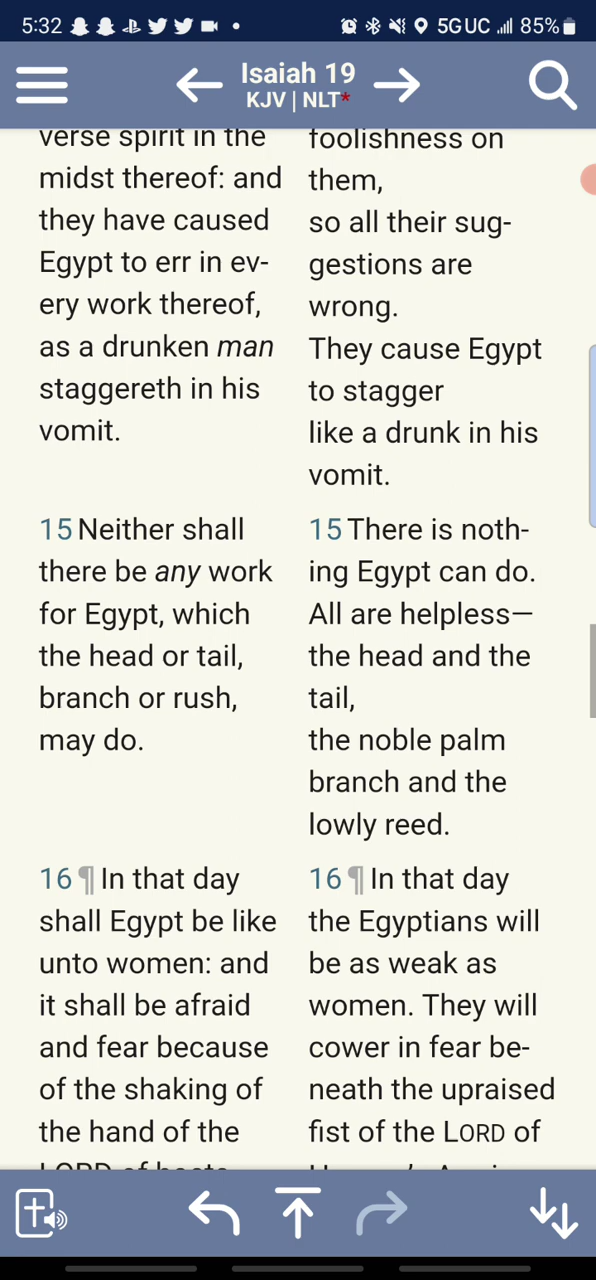 5:32
5G UC 85%
Isaiah 19
KJV | NLT*
verse spirit in the
midst thereof: and
they have caused
Egypt to err in ev-
ery work thereof,
as a drunken man
staggereth in his
vomit.
foolishness on
them,
so all their sug-
gestions are
wrong.
They cause Egypt
to stagger
like a drunk in his
vomit.
15 Neither shall
there be any work
for Egypt, which
the head or tail,
branch or rush,
may do.
15 There is noth-
ing Egypt can do.
All are helpless—
the head and the
tail,
the noble palm
branch and the
lowly reed.
16 ¶ In that day
shall Egypt be like
unto women: and
it shall be afraid
and fear because
of the shaking of
the hand of the
LORD of hosts
16 ¶ In that day
the Egyptians will
be as weak as
women. They will
cower in fear be-
neath the upraised
fist of the LORD of